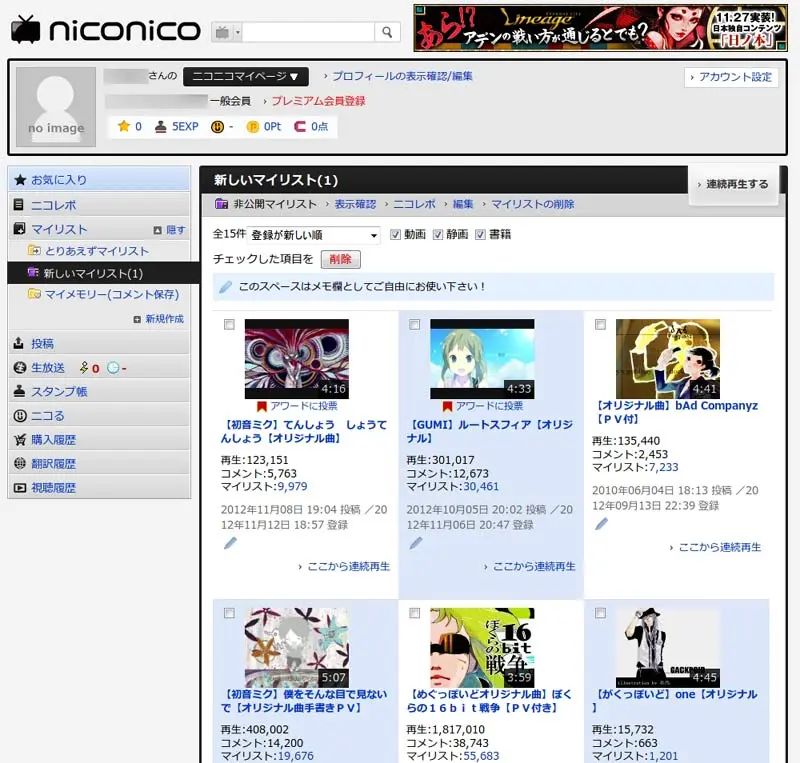 niconico
あら!?
Lineage
アデンの戦い方が通じるとでも?
11.27実装!
日本独自コンテンツ
「日ノ本」
no image
さんの ニコニコマイページ▼ › プロフィールの表示確認/編集
› アカウント設定
一般会員 › プレミアム会員登録
0 5EXP - 0Pt 0点
お気に入り
ニコレポ
マイリスト 隠す
とりあえずマイリスト
新しいマイリスト(1)
マイメモリー(コメント保存)
新規作成
投稿
生放送 0 -
スタンプ帳
ニコる
購入履歴
翻訳履歴
視聴履歴
新しいマイリスト(1)
› 連続再生する
非公開マイリスト › 表示確認 › ニコレポ › 編集 › マイリストの削除
全15件 登録が新しい順 動画 静画 書籍
チェックした項目を 削除
このスペースはメモ欄としてご自由にお使い下さい!
4:16
アワードに投票
【初音ミク】てんしょう しょうて
んしょう【オリジナル曲】
再生:123,151
コメント:5,763
マイリスト:9,979
2012年11月08日 19:04 投稿 ／20
12年11月12日 18:57 登録
› ここから連続再生
4:33
アワードに投票
【GUMI】ルートスフィア【オリジ
ナル】
再生:301,017
コメント:12,673
マイリスト:30,461
2012年10月05日 20:02 投稿 ／20
12年11月06日 20:47 登録
› ここから連続再生
4:41
【オリジナル曲】bAd Companyz
【ＰＶ付】
再生:135,440
コメント:2,453
マイリスト:7,233
2010年06月04日 18:13 投稿 ／20
12年09月13日 22:39 登録
› ここから連続再生
5:07
【初音ミク】僕をそんな目で見ない
で【オリジナル曲手書きＰＶ】
再生:408,002
コメント:14,200
マイリスト:19,676
ぼくらの
16
bit
戦争
3:59
【めぐっぽいどオリジナル曲】ぼく
らの１６ｂｉｔ戦争【ＰＶ付き】
再生:1,817,010
コメント:38,743
マイリスト:55,683
GACKPOID
4:45
【がくっぽいど】one【オリジナル
】
再生:15,732
コメント:663
マイリスト:1,201